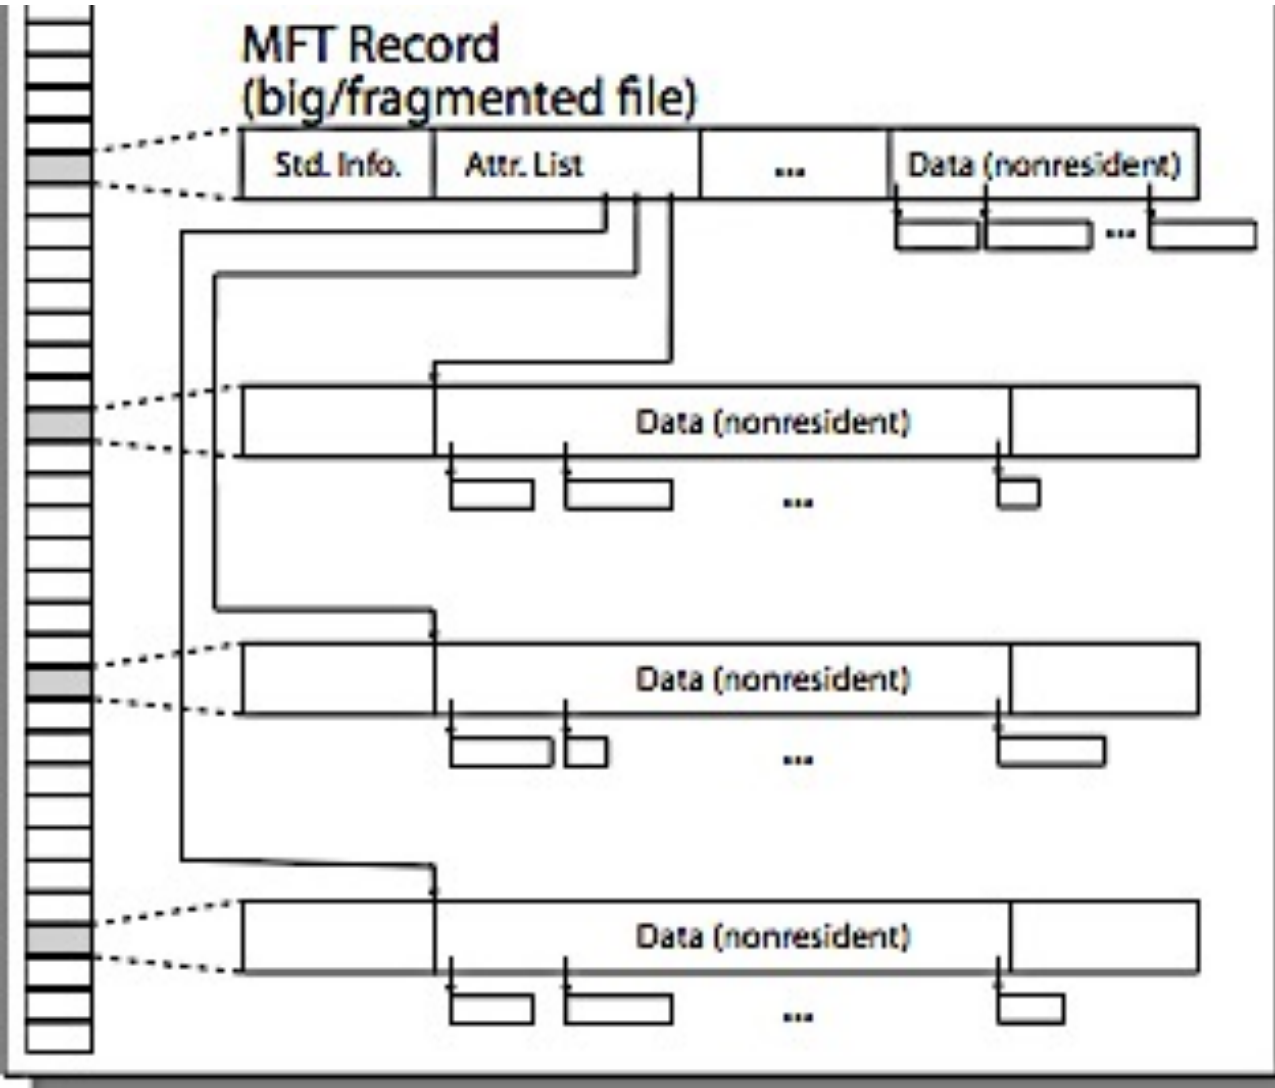 MFT Record
(big/fragmented file)
Std. Info. Attr. List ... Data (nonresident)
...
Data (nonresident)
...
Data (nonresident)
...
Data (nonresident)
...